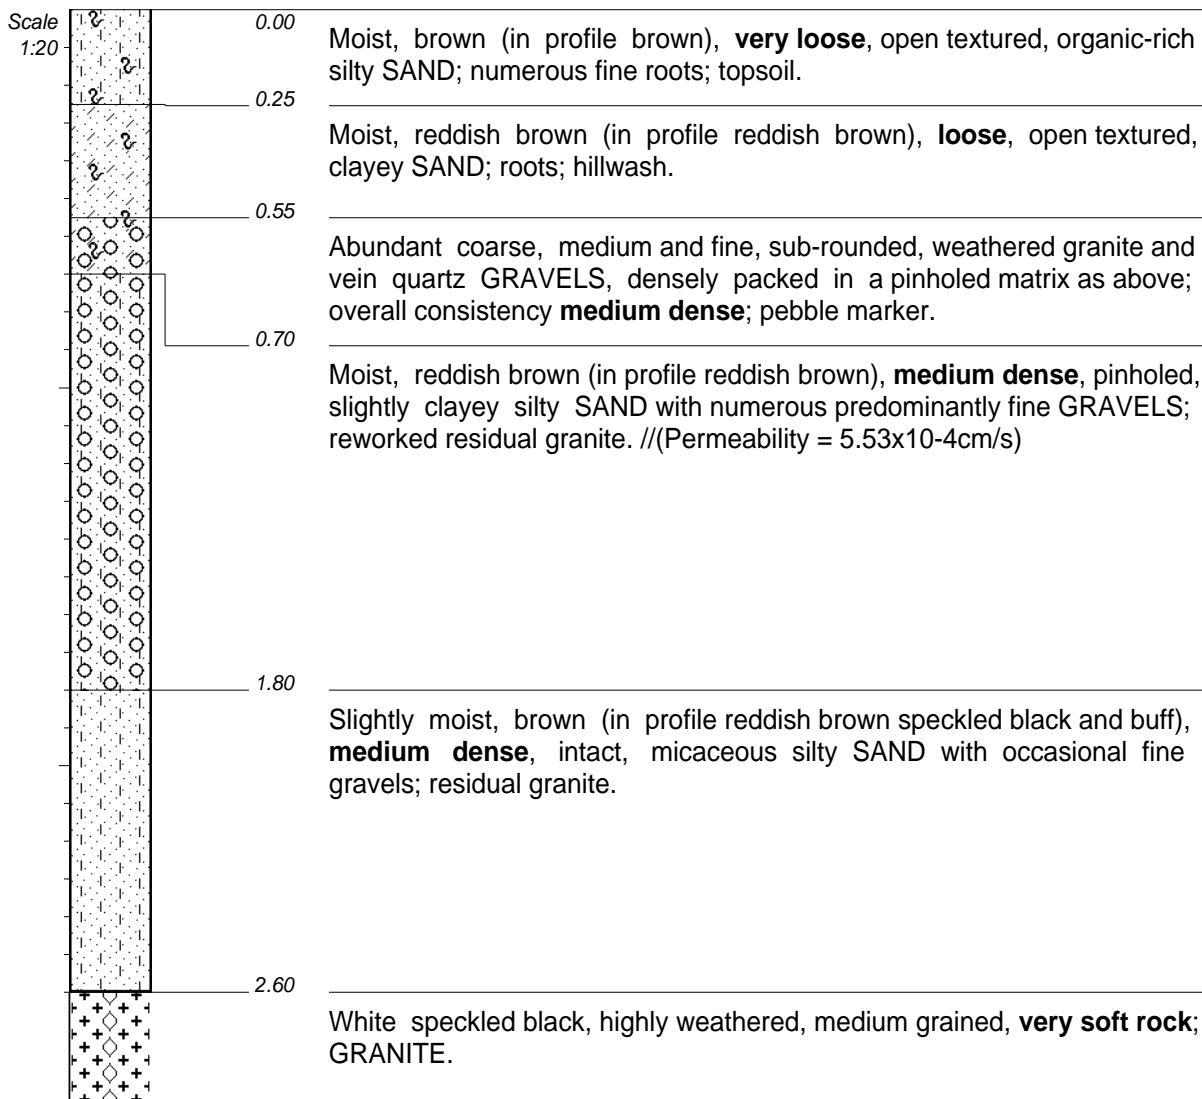 Scale
1:20
0.00
Moist, brown (in profile brown), very loose, open textured, organic-rich
silty SAND; numerous fine roots; topsoil.
0.25
Moist, reddish brown (in profile reddish brown), loose, open textured,
clayey SAND; roots; hillwash.
0.55
Abundant coarse, medium and fine, sub-rounded, weathered granite and
vein quartz GRAVELS, densely packed in a pinholed matrix as above;
overall consistency medium dense; pebble marker.
0.70
Moist, reddish brown (in profile reddish brown), medium dense, pinholed,
slightly clayey silty SAND with numerous predominantly fine GRAVELS;
reworked residual granite. //(Permeability = 5.53x10-4cm/s)
1.80
Slightly moist, brown (in profile reddish brown speckled black and buff),
medium dense, intact, micaceous silty SAND with occasional fine
gravels; residual granite.
2.60
White speckled black, highly weathered, medium grained, very soft rock;
GRANITE.